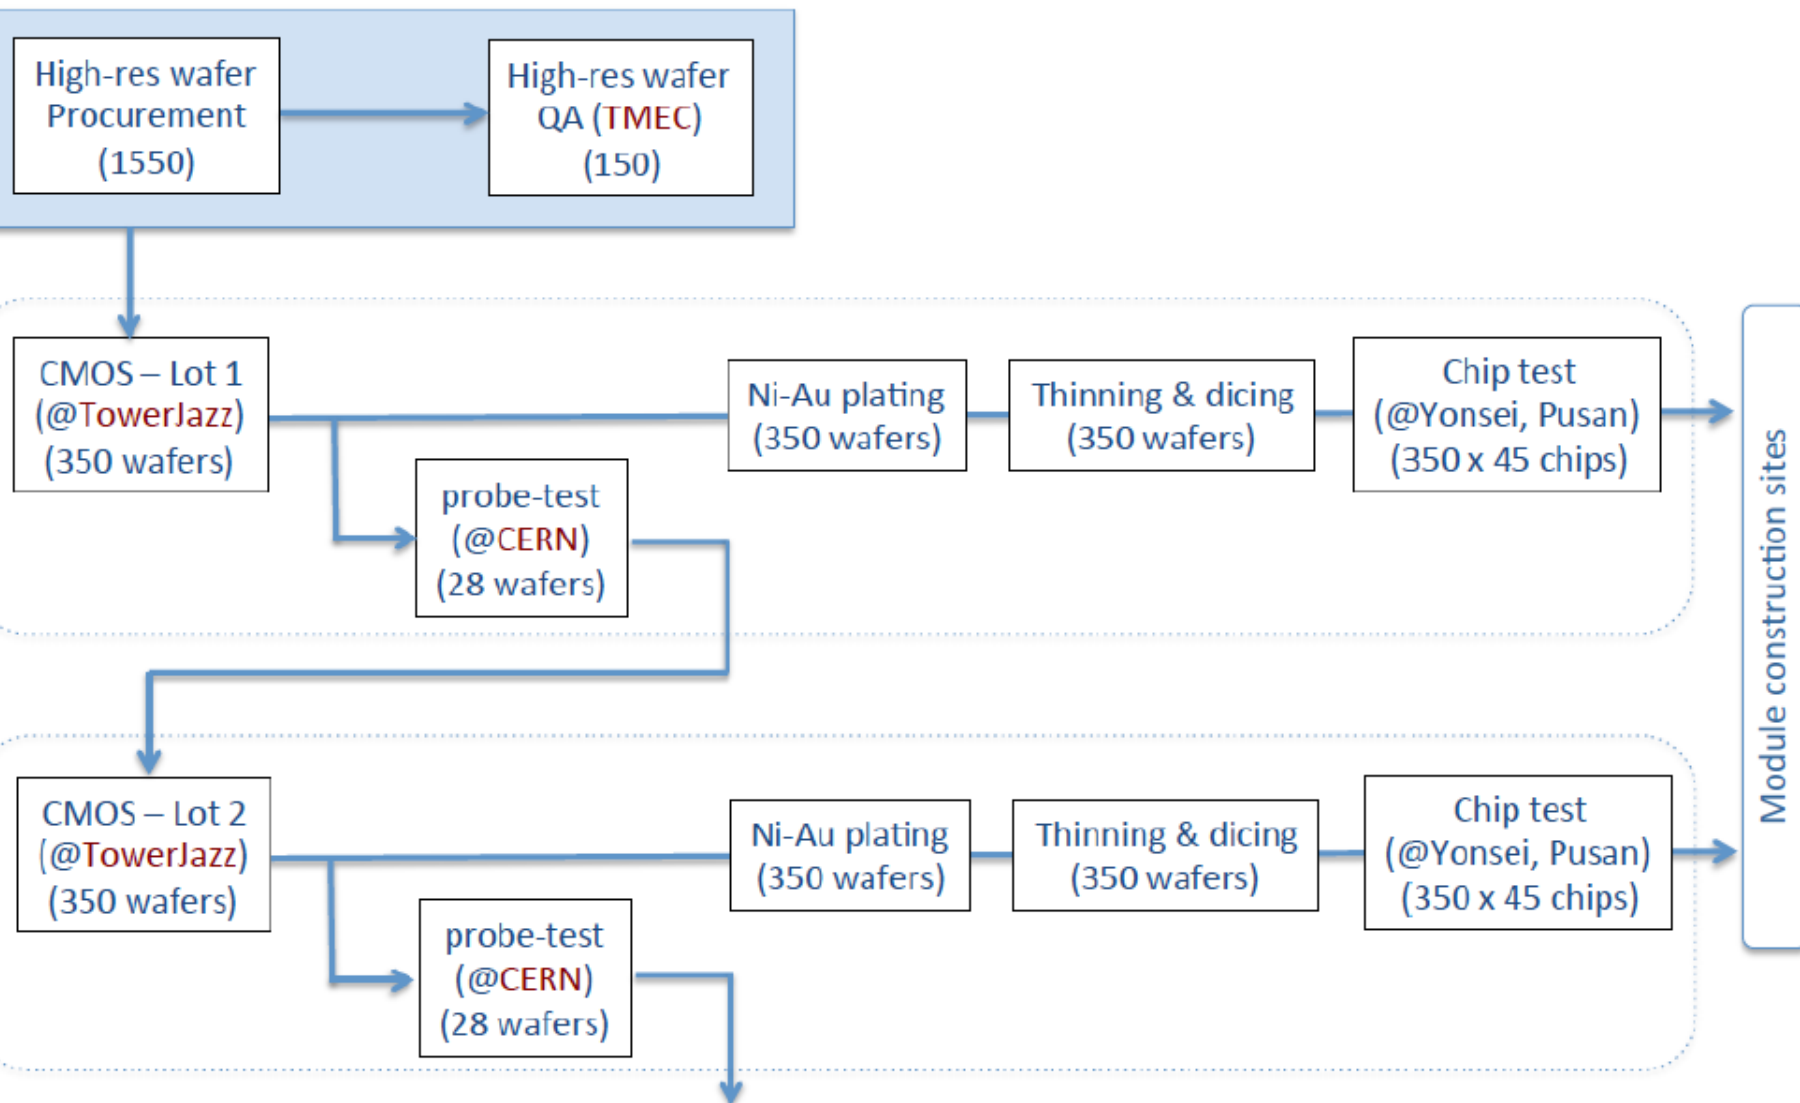 High-res wafer
Procurement
(1550)
High-res wafer
QA (TMEC)
(150)
CMOS – Lot 1
(@TowerJazz)
(350 wafers)
probe-test
(@CERN)
(28 wafers)
Ni-Au plating
(350 wafers)
Thinning & dicing
(350 wafers)
Chip test
(@Yonsei, Pusan)
(350 x 45 chips)
Module construction sites
CMOS – Lot 2
(@TowerJazz)
(350 wafers)
probe-test
(@CERN)
(28 wafers)
Ni-Au plating
(350 wafers)
Thinning & dicing
(350 wafers)
Chip test
(@Yonsei, Pusan)
(350 x 45 chips)